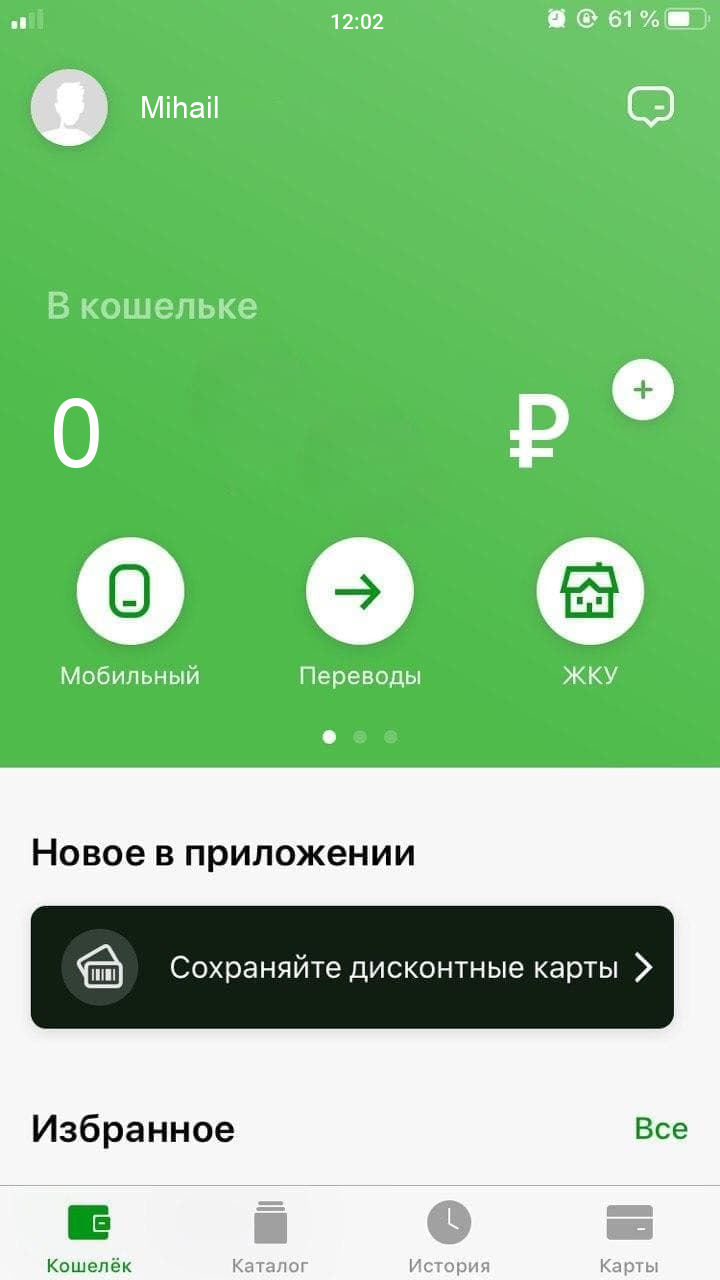 12:02
61 %
Mihail
В кошельке
0 ₽
Мобильный Переводы ЖКУ
Новое в приложении
Сохраняйте дисконтные карты
Избранное Все
Кошелёк Каталог История Карты